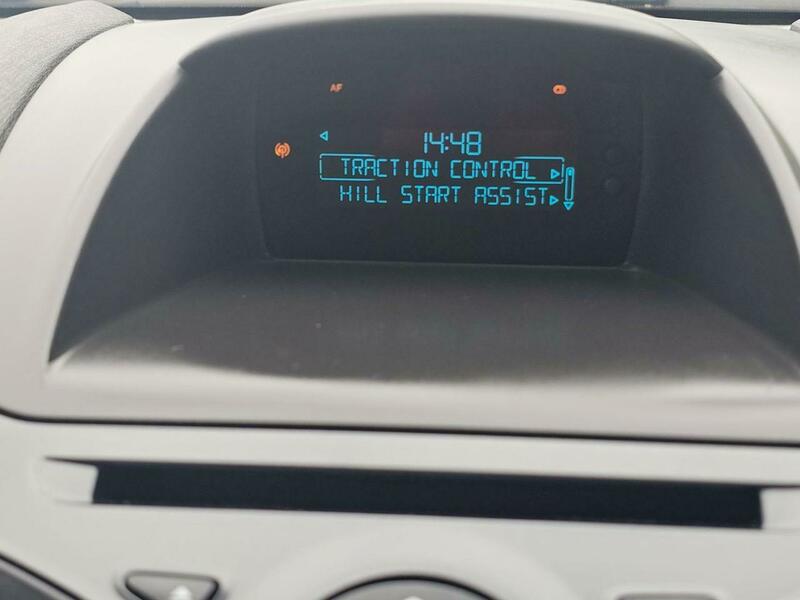 AF
14:48
TRACTION CONTROL
HILL START ASSIST